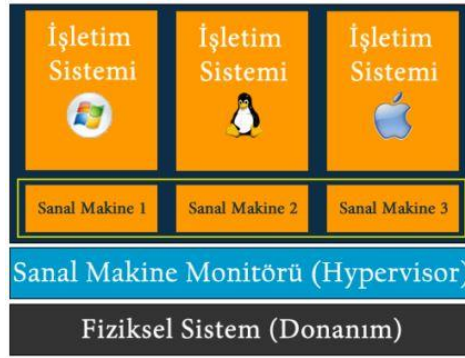 İşletim
Sistemi
İşletim
Sistemi
İşletim
Sistemi
Sanal Makine 1
Sanal Makine 2
Sanal Makine 3
Sanal Makine Monitörü (Hypervisor)
Fiziksel Sistem (Donanım)